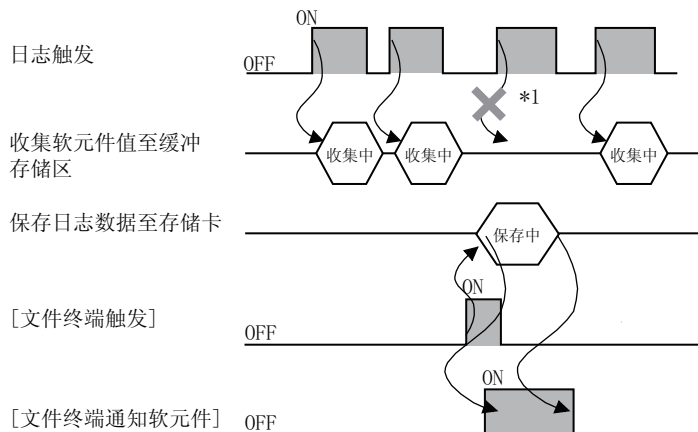 ON
日志触发
OFF
*1
收集软元件值至缓冲
存储区
收集中
收集中
收集中
保存日志数据至存储卡
保存中
ON
[文件终端触发]
OFF
ON
[文件终端通知软元件]
OFF